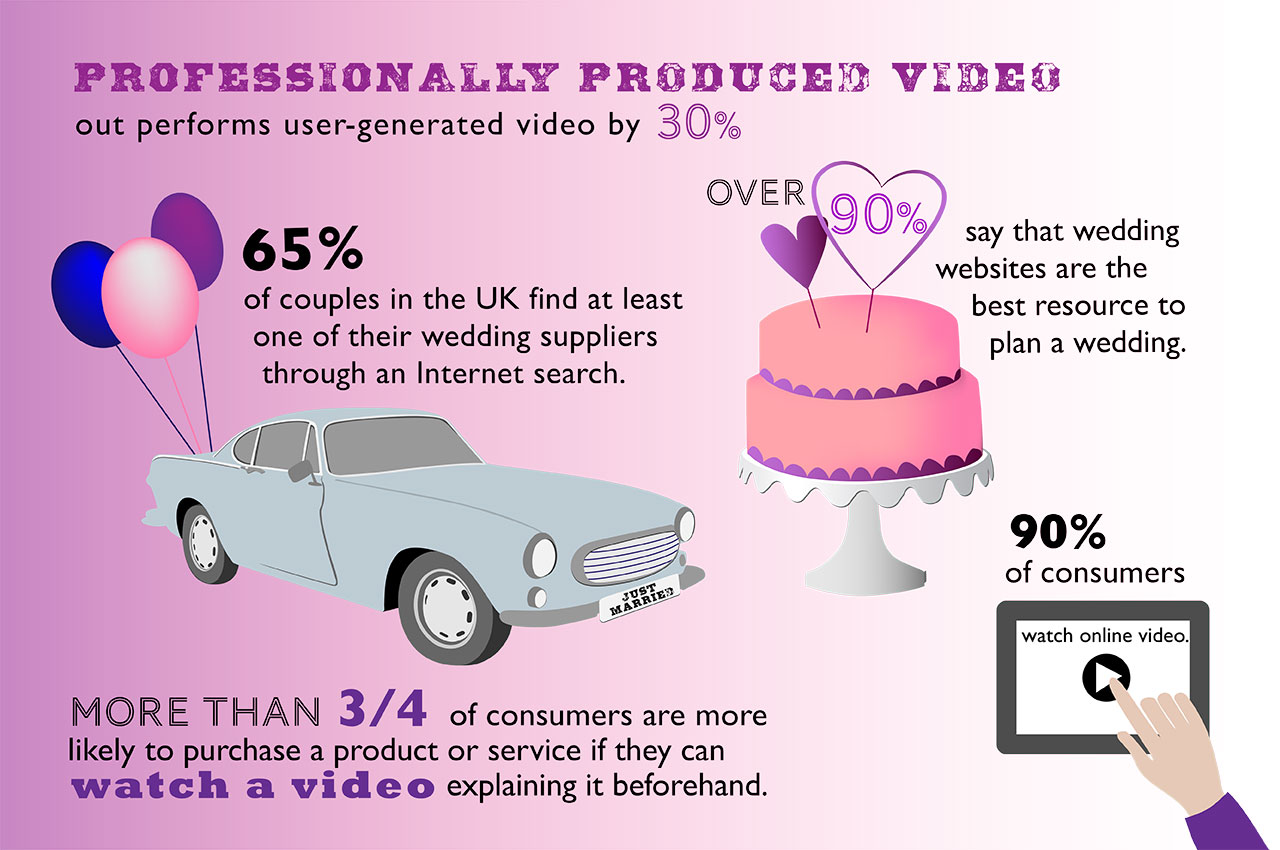 PROFESSIONALLY PRODUCED VIDEO
out performs user-generated video by 30%
65%
of couples in the UK find at least
one of their wedding suppliers
through an Internet search.
OVER 90%
say that wedding
websites are the
best resource to
plan a wedding.
JUST
MARRIED
90%
of consumers
watch online video.
MORE THAN 3/4 of consumers are more
likely to purchase a product or service if they can
watch a video explaining it beforehand.